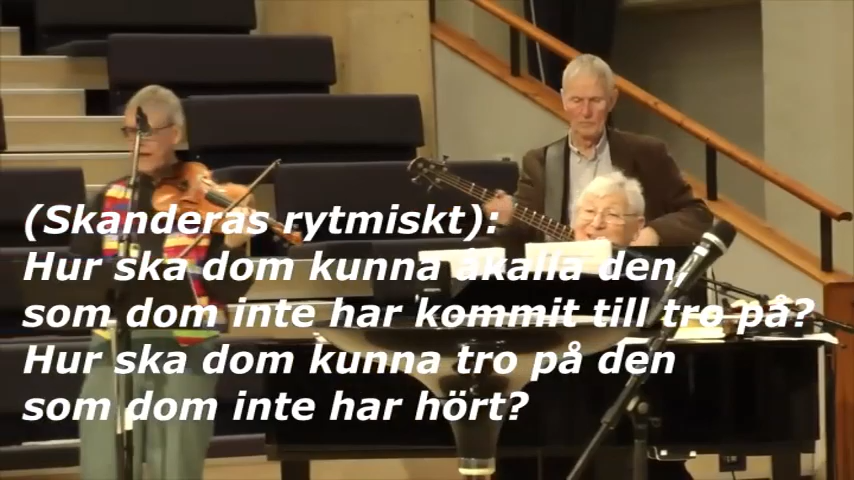 (Skanderas rytmiskt):
Hur ska dom kunna åkalla den,
som dom inte har kommit till tro på?
Hur ska dom kunna tro på den
som dom inte har hört?